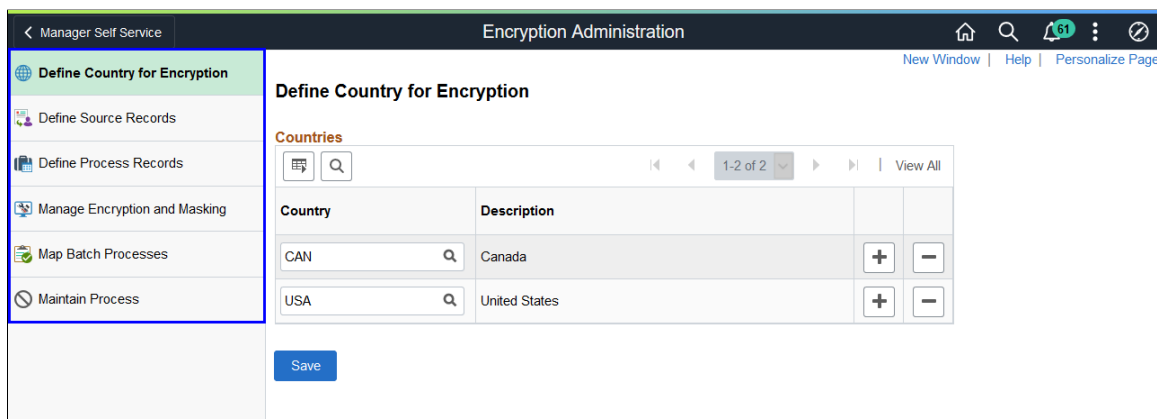 Manager Self Service
Encryption Administration
61
New Window | Help | Personalize Page
Define Country for Encryption
Define Source Records
Define Process Records
Manage Encryption and Masking
Map Batch Processes
Maintain Process
Define Country for Encryption
Countries
1-2 of 2
| View All
Country Description
CAN Canada
USA United States
Save